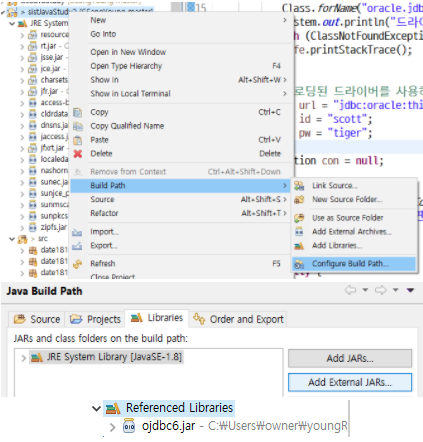 sistJavaStudy2 [SFang(young master]
JRE System
resource
rt.jar -
jsse.jar
jce.jar -
charsets
jfr.jar -
access-b
cldrdata
dnsns.jar
jaccess.j
jfxrt.jar -
localeda
nashorn
sunec.ja
sunjce_p
sunmsca
sunpkcs
zipfs.jar
src
date181
date181
date181
New
Go Into
Open in New Window
Open Type Hierarchy F4
Show In Alt+Shift+W
Show in Local Terminal
Copy Ctrl+C
Copy Qualified Name
Paste Ctrl+V
Delete Delete
Remove from Context Ctrl+Alt+Shift+Down
Build Path
Source Alt+Shift+S
Refactor Alt+Shift+T
Import...
Export...
Refresh F5
Close Project
Link Source...
New Source Folder...
Use as Source Folder
Add External Archives...
Add Libraries...
Configure Build Path...
15
Class.forName("oracle.jdb
stem.out.println("드라이
h (ClassNotFoundException
fe.printStackTrace();
로딩된 드라이버를 사용하
url = "jdbc:oracle:thi
id = "scott";
pw = "tiger";
tion con = null;
Java Build Path
Source Projects Libraries Order and Export
JARs and class folders on the build path:
JRE System Library [JavaSE-1.8]
Add JARs...
Add External JARs...
Referenced Libraries
ojdbc6.jar - C:₩Users₩owner₩youngR